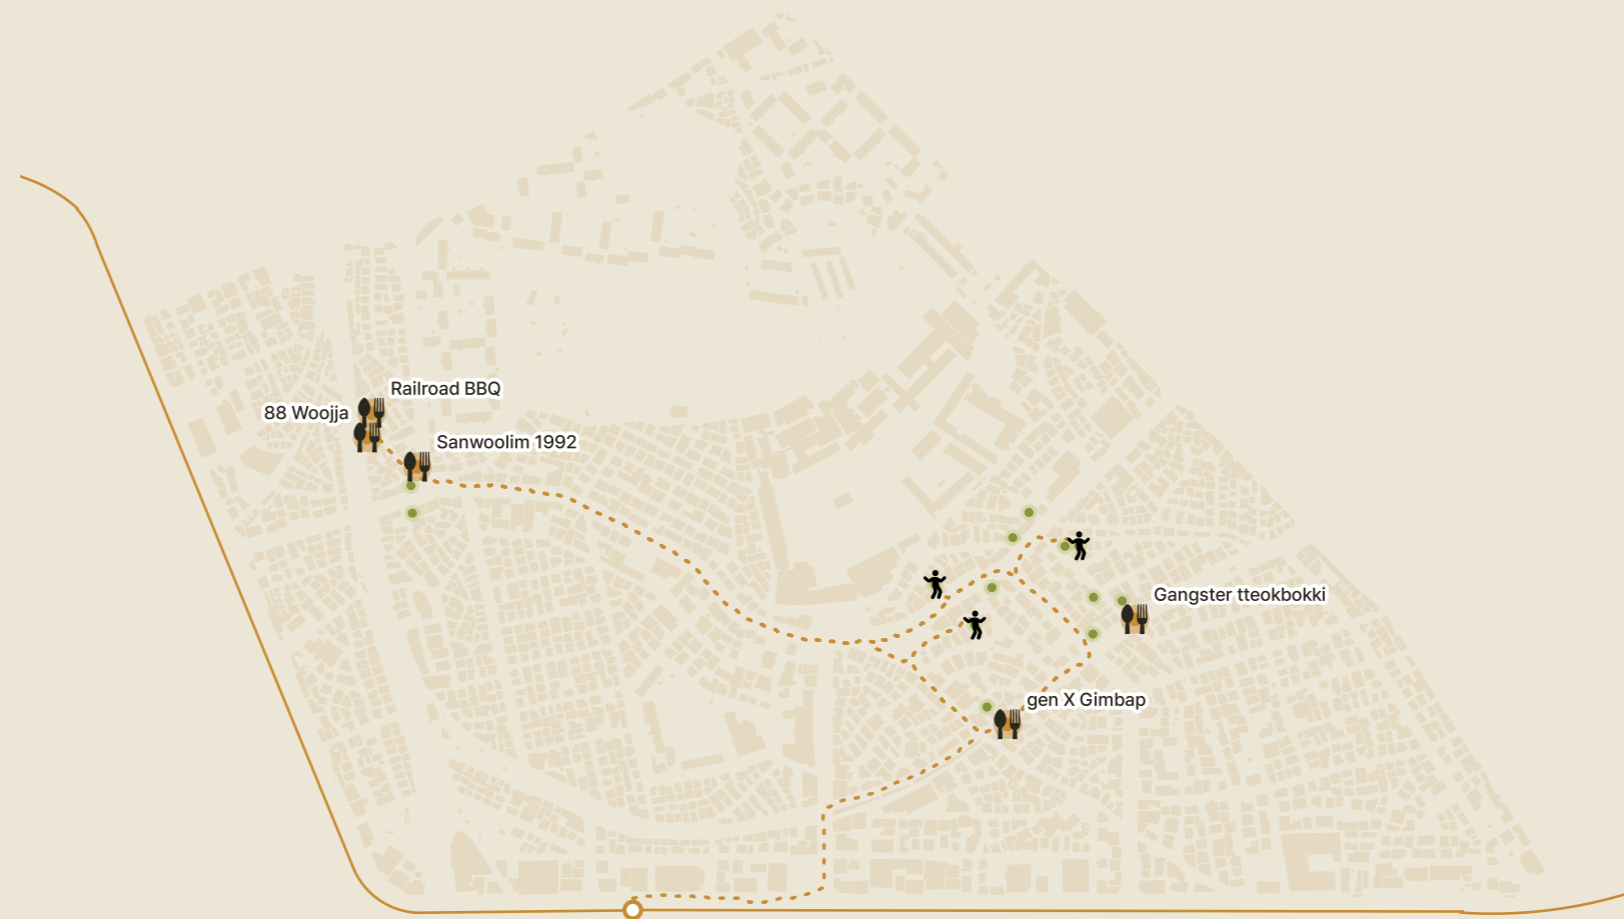 Railroad BBQ
88 Woojja
Sanwoolim 1992
Gangster tteokbokki
gen X Gimbap